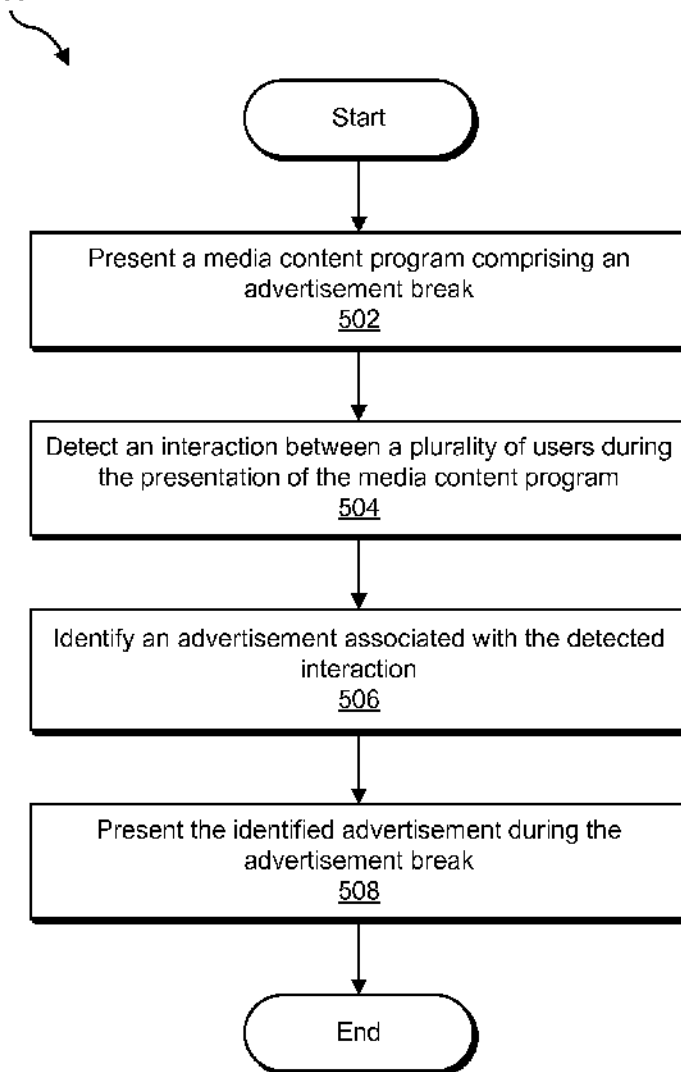 Start
Present a media content program comprising an
advertisement break
502
Detect an interaction between a plurality of users during
the presentation of the media content program
504
Identify an advertisement associated with the detected
interaction
506
Present the identified advertisement during the
advertisement break
508
End